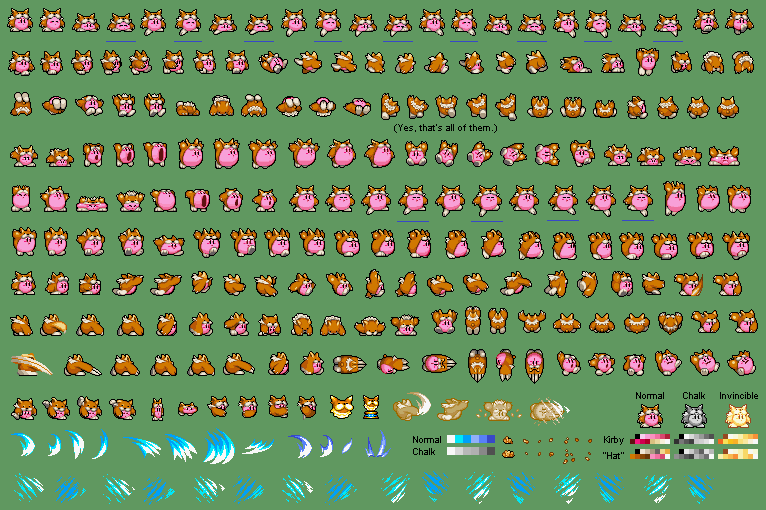 (Yes, that's all of them.)
Normal Chalk Invincible
Normal
Chalk
Kirby
"Hat"